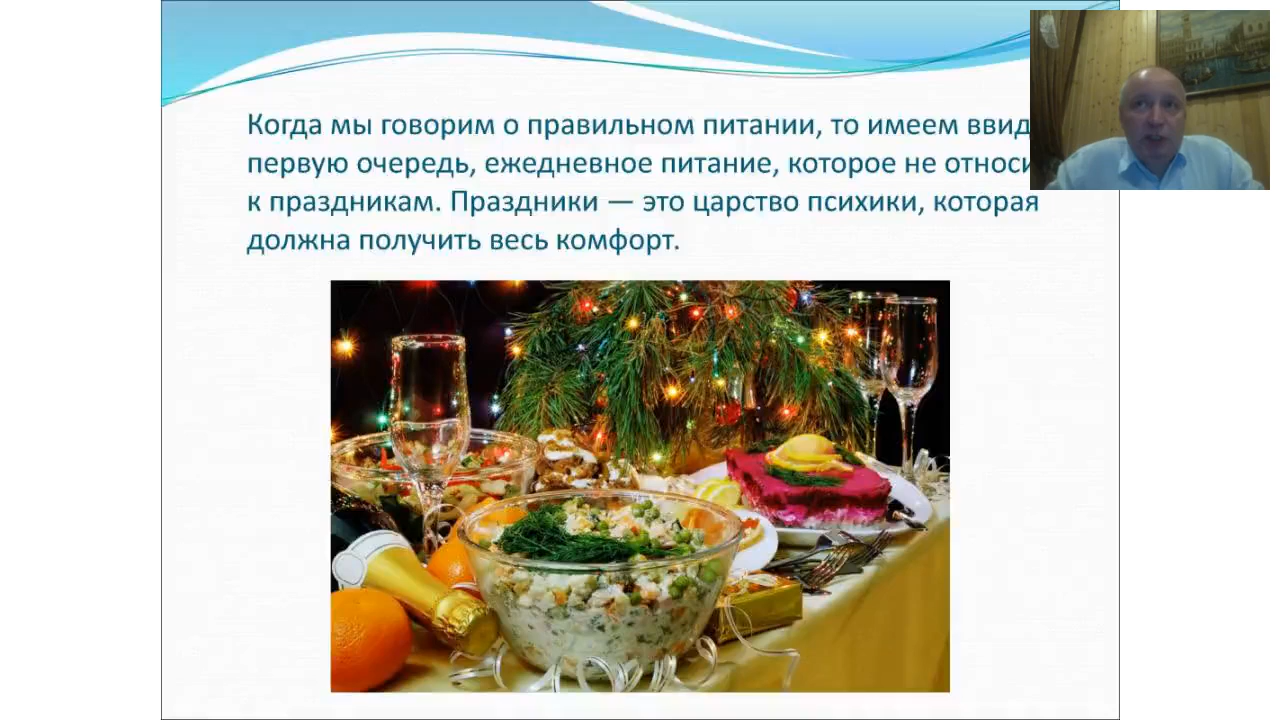 Когда мы говорим о правильном питании, то имеем ввид
первую очередь, ежедневное питание, которое не относи
к праздникам. Праздники — это царство психики, которая
должна получить весь комфорт.